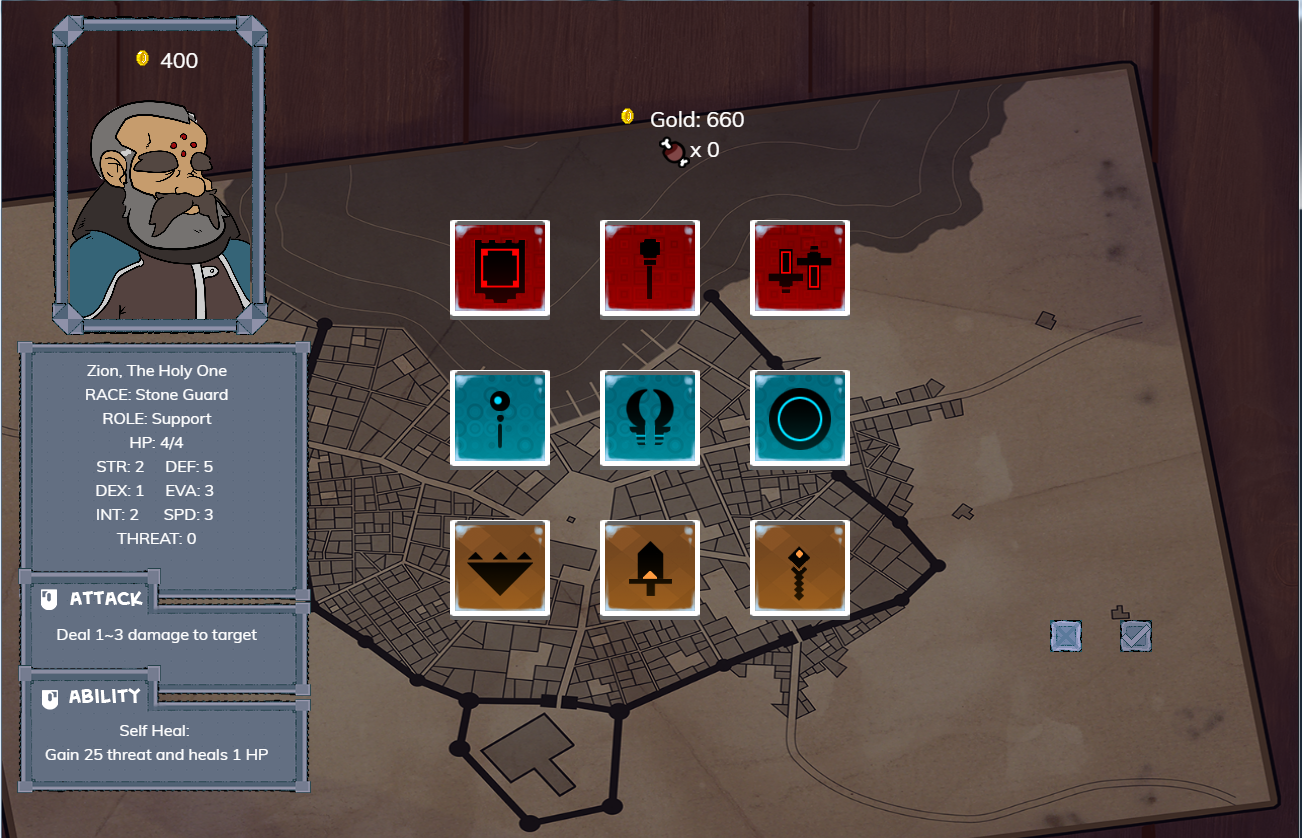 400
Gold: 660
x 0
Zion, The Holy One
RACE: Stone Guard
ROLE: Support
HP: 4/4
STR: 2 DEF: 5
DEX: 1 EVA: 3
INT: 2 SPD: 3
THREAT: 0
ATTACK
Deal 1~3 damage to target
ABILITY
Self Heal:
Gain 25 threat and heals 1 HP